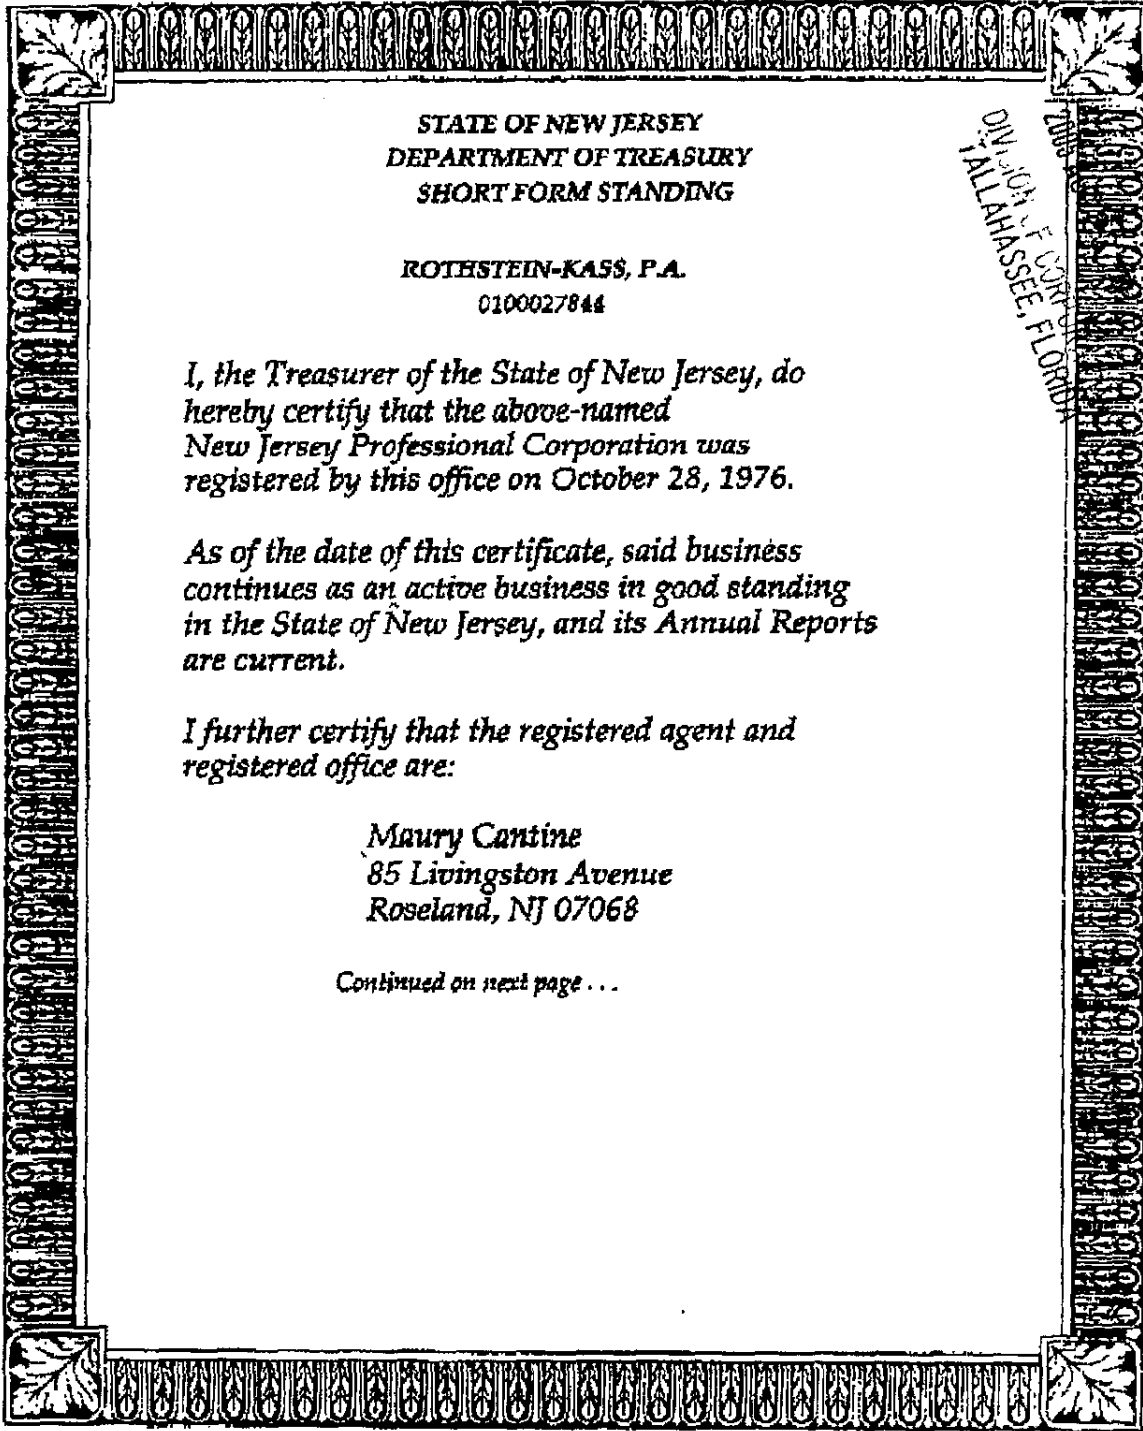 STATE OF NEW JERSEY
DEPARTMENT OF TREASURY
SHORT FORM STANDING
ROTHSTEIN-KASS, P.A.
0100027844
I, the Treasurer of the State of New Jersey, do
hereby certify that the above-named
New Jersey Professional Corporation was
registered by this office on October 28, 1976.
As of the date of this certificate, said business
continues as an active business in good standing
in the State of New Jersey, and its Annual Reports
are current.
I further certify that the registered agent and
registered office are:
Maury Cantine
85 Livingston Avenue
Roseland, NJ 07068
Continued on next page . . .
DIVISION OF
TALLAHASSEE, FLORIDA